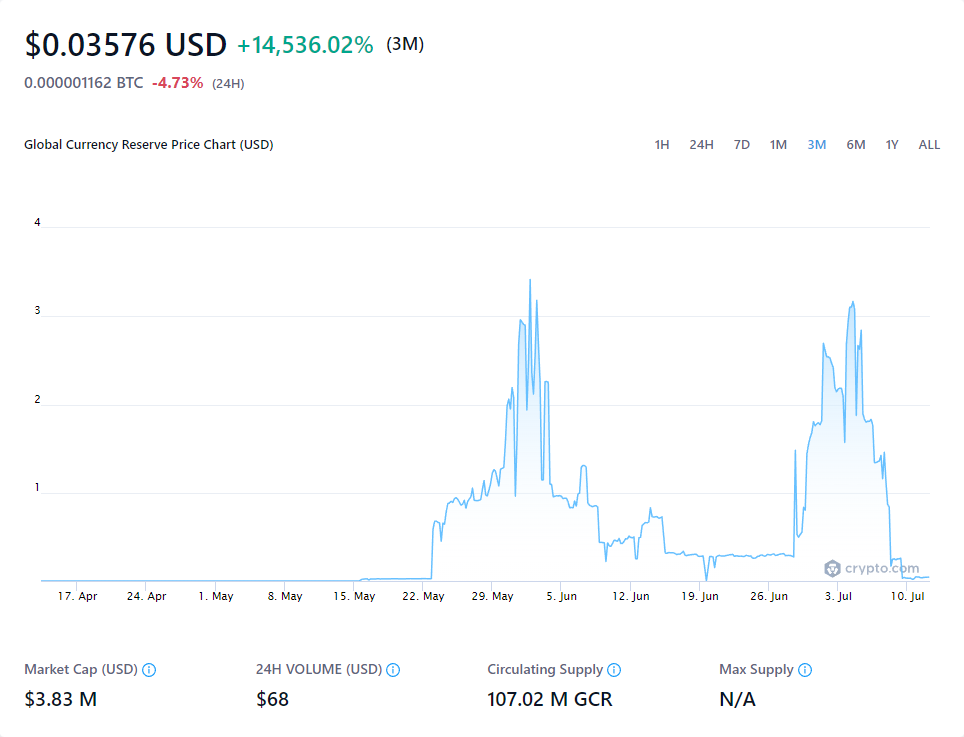 $0.03576 USD +14,536.02% (3M)
0.000001162 BTC -4.73% (24H)
Global Currency Reserve Price Chart (USD) 1H 24H 7D 1M 3M 6M 1Y ALL
4
3
2
1
crypto.com
17. Apr 24. Apr 1. May 8. May 15. May 22. May 29. May 5. Jun 12. Jun 19. Jun 26. Jun 3. Jul 10. Jul
Market Cap (USD) 24H VOLUME (USD) Circulating Supply Max Supply
$3.83 M $68 107.02 M GCR N/A